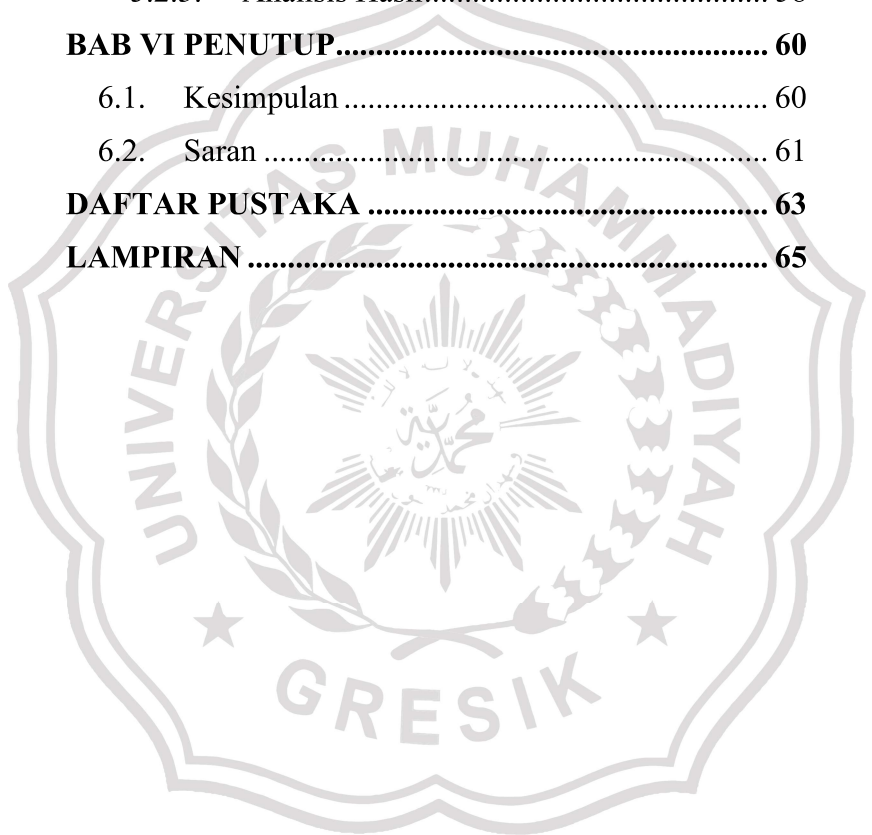 BAB VI PENUTUP.................................................... 60
6.1. Kesimpulan .................................................... 60
6.2. Saran ............................................................. 61
DAFTAR PUSTAKA ................................................ 63
LAMPIRAN .............................................................. 65
UNIVERSITAS MUHAMMADIYAH
محمدية
GRESIK